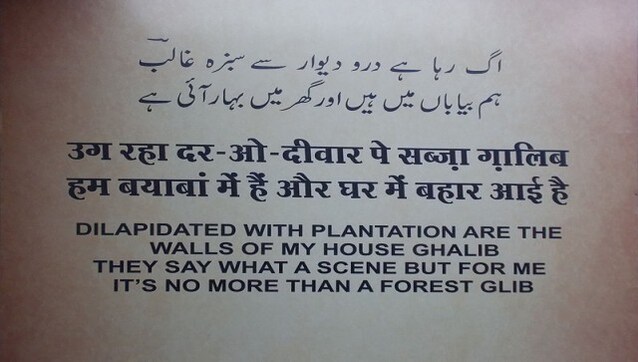 اگ رہا ہے درو دیوار سے سبزہ غالبؔ
ہم بیاباں میں ہیں اور گھر میں بہار آئی ہے
उग रहा दर-ओ-दीवार पे सब्ज़ा ग़ालिब
हम बयाबां में हैं और घर में बहार आई है
DILAPIDATED WITH PLANTATION ARE THE
WALLS OF MY HOUSE GHALIB
THEY SAY WHAT A SCENE BUT FOR ME
IT'S NO MORE THAN A FOREST GLIB